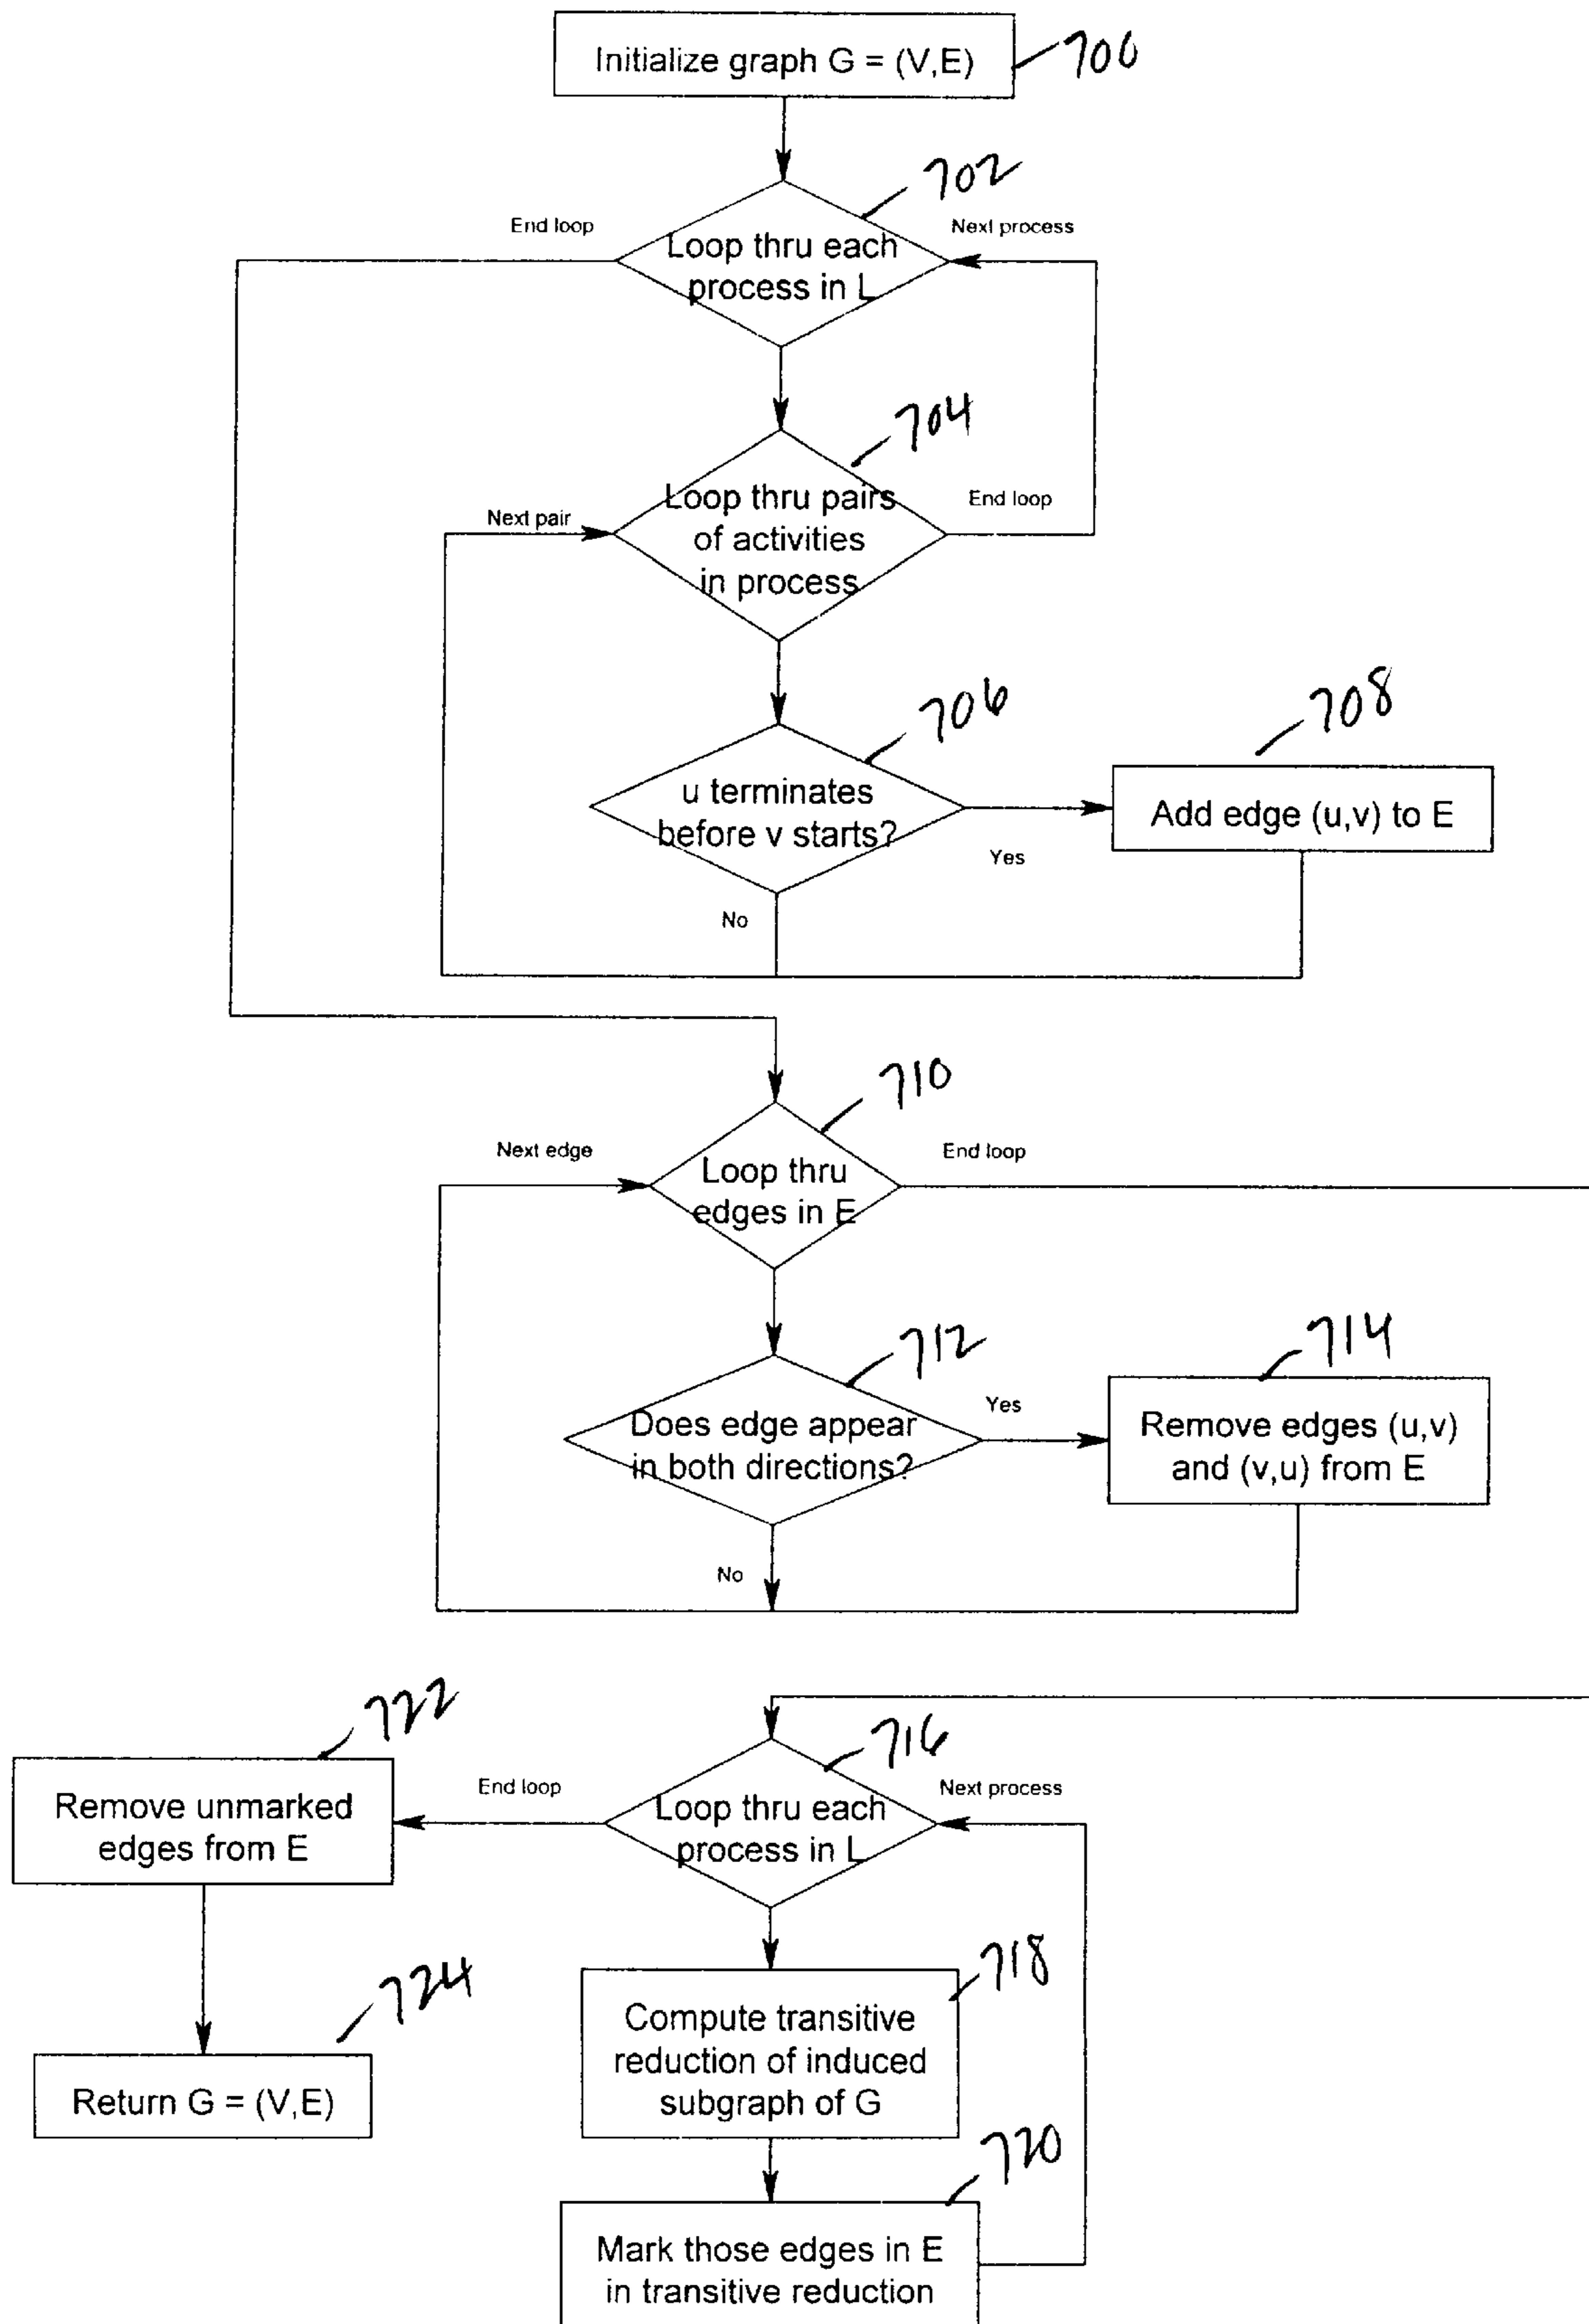 Initialize graph G = (V,E)
700
702
End loop
Next process
Loop thru each
process in L
704
Next pair
Loop thru pairs
of activities
in process
End loop
706
708
u terminates
before v starts?
Add edge (u,v) to E
Yes
No
710
Next edge
End loop
Loop thru
edges in E
712
714
Does edge appear
in both directions?
Yes
Remove edges (u,v)
and (v,u) from E
No
722
716
Remove unmarked
edges from E
End loop
Next process
Loop thru each
process in L
724
718
Return G = (V,E)
Compute transitive
reduction of induced
subgraph of G
720
Mark those edges in E
in transitive reduction